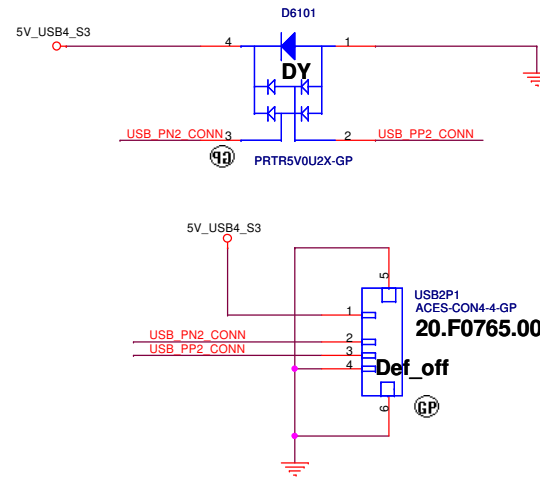 D6101
5V_USB4_S3
4
1
DY
USB_PN2_CONN
3
2
USB_PP2_CONN
GP
PRTR5V0U2X-GP
5V_USB4_S3
5
USB2P1
ACES-CON4-4-GP
20.F0765.00
1
USB_PN2_CONN
2
USB_PP2_CONN
3
4
Def_off
6
GP